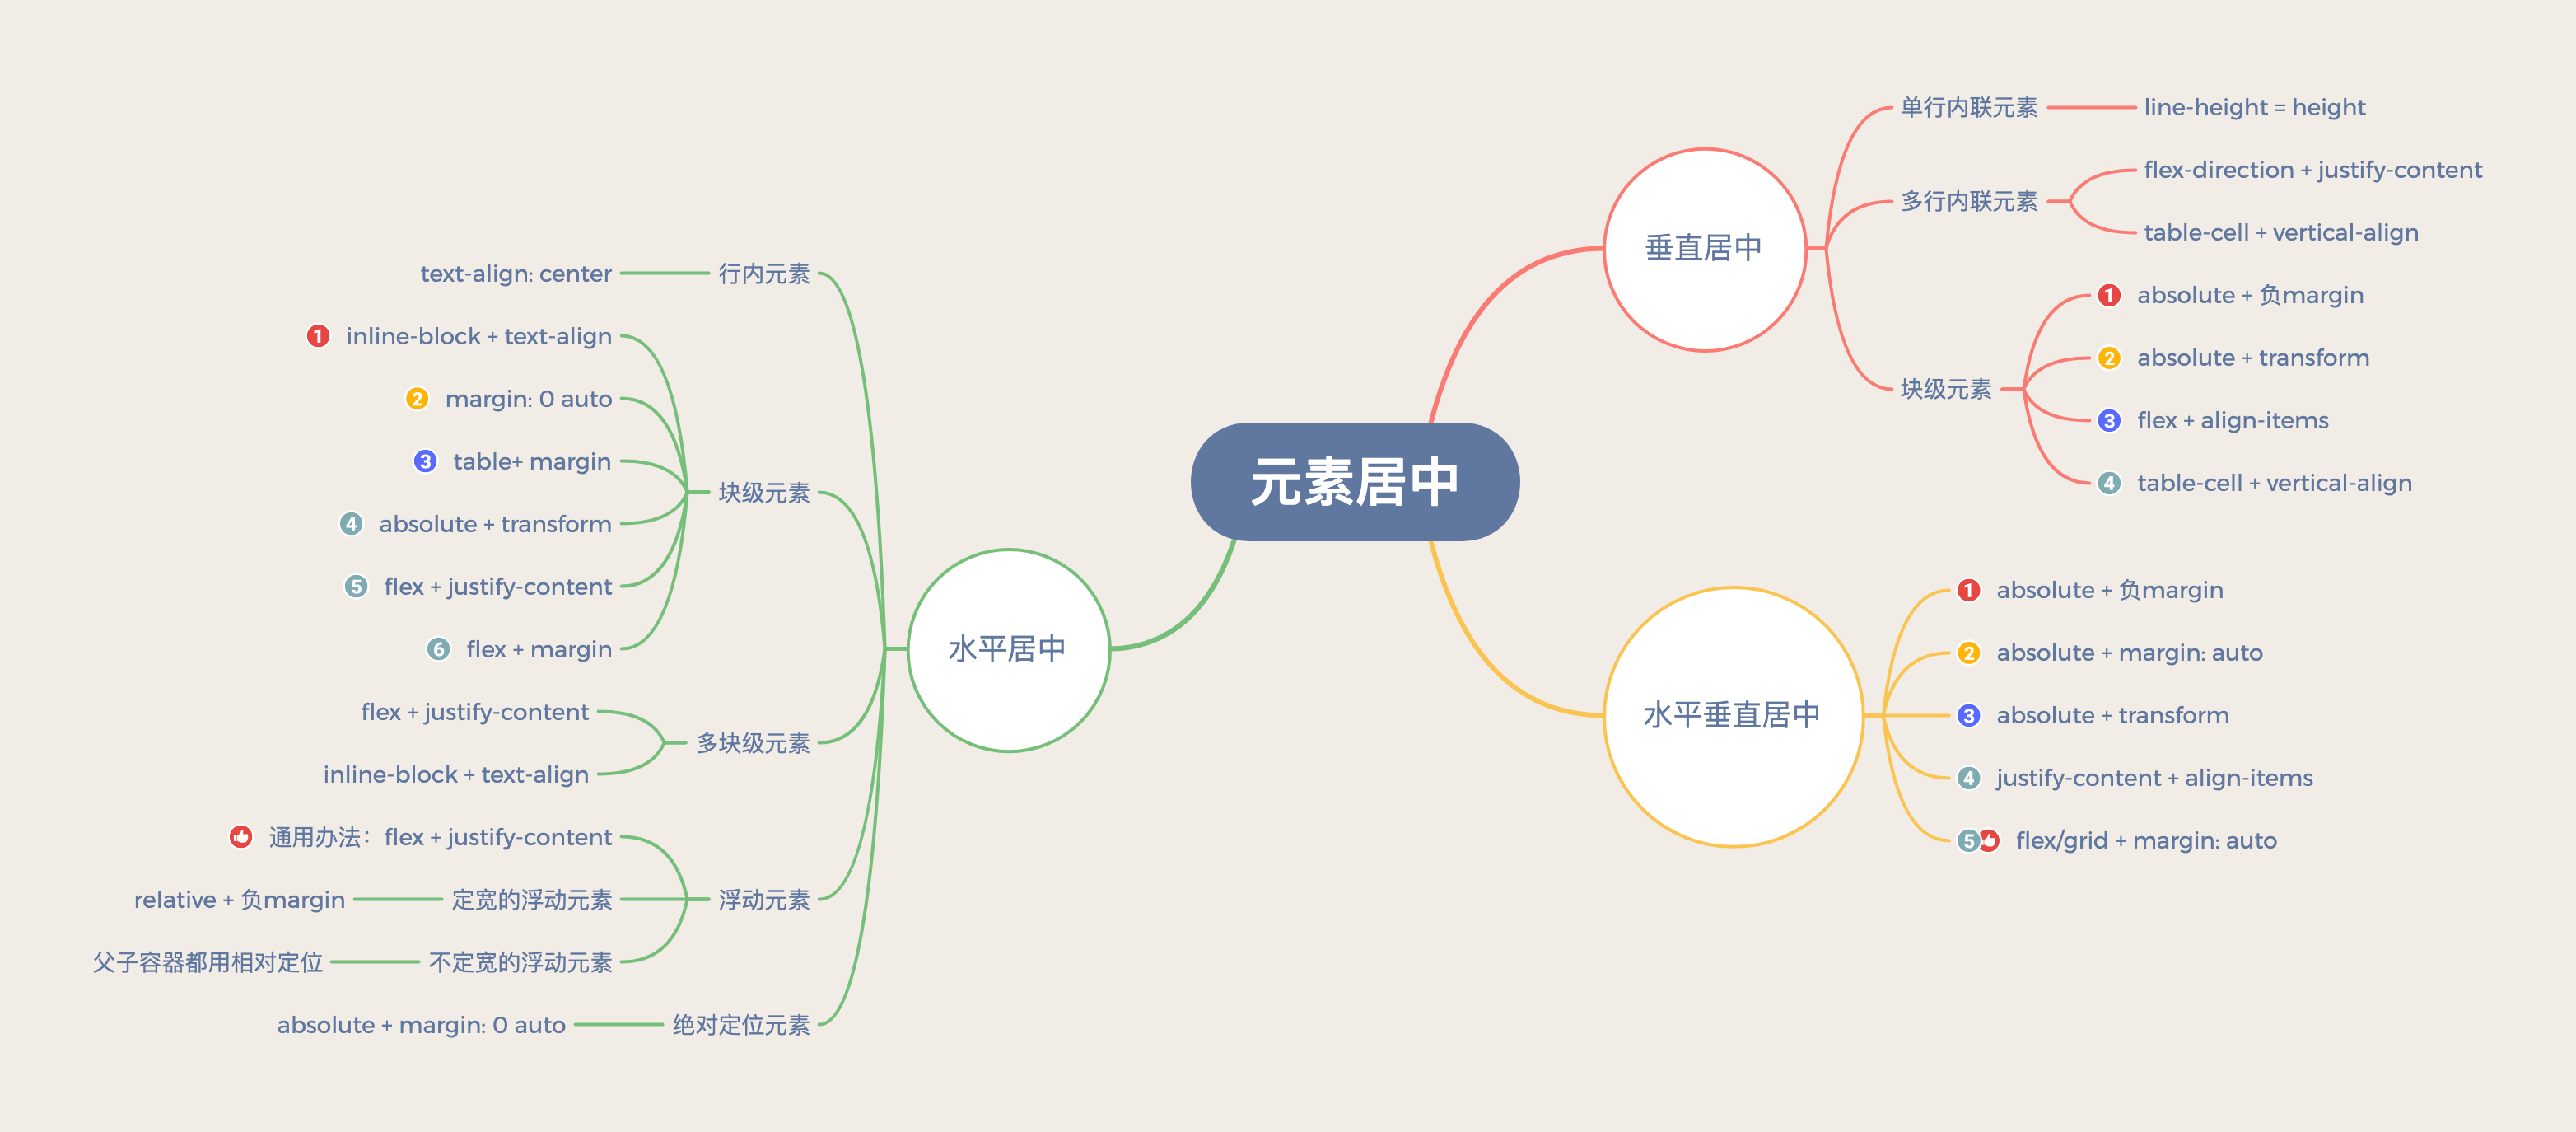 元素居中
垂直居中
单行内联元素
line-height = height
多行内联元素
flex-direction + justify-content
table-cell + vertical-align
块级元素
1 absolute + 负margin
2 absolute + transform
3 flex + align-items
4 table-cell + vertical-align
水平垂直居中
1 absolute + 负margin
2 absolute + margin: auto
3 absolute + transform
4 justify-content + align-items
5 flex/grid + margin: auto
水平居中
行内元素
text-align: center
块级元素
1 inline-block + text-align
2 margin: 0 auto
3 table+ margin
4 absolute + transform
5 flex + justify-content
6 flex + margin
多块级元素
flex + justify-content
inline-block + text-align
浮动元素
通用办法：flex + justify-content
定宽的浮动元素
relative + 负margin
不定宽的浮动元素
父子容器都用相对定位
绝对定位元素
absolute + margin: 0 auto